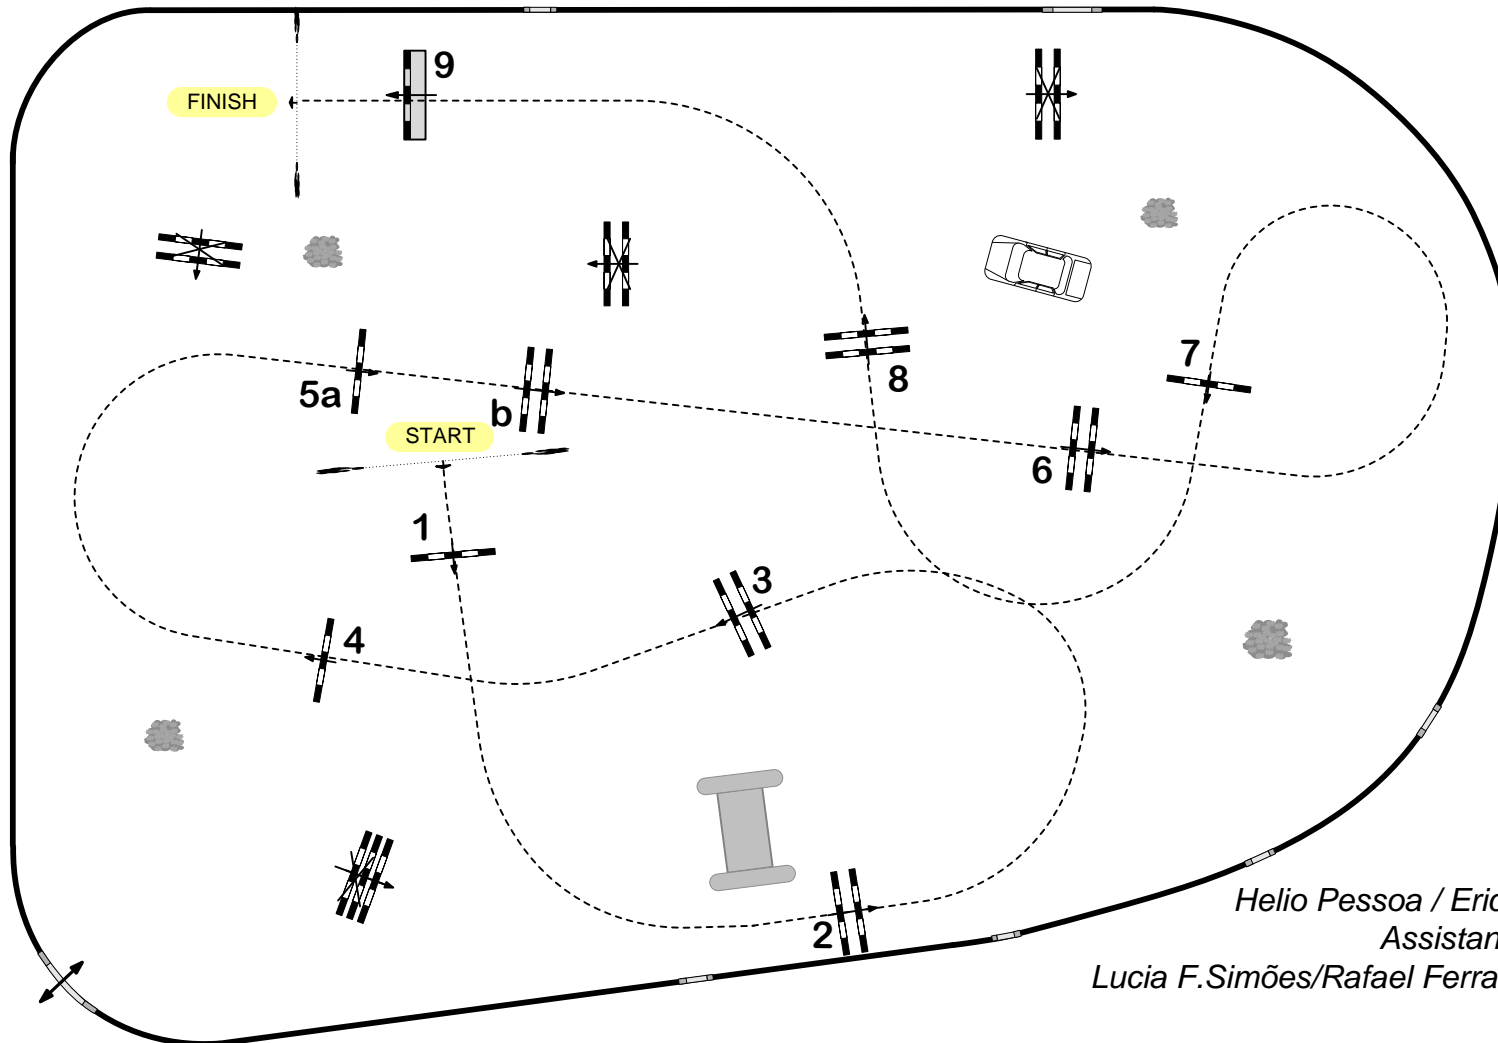 9
FINISH
7
5a
8
b
START
6
1
3
4
2
Helio Pessoa / Eric
Assistan
Lucia F.Simões/Rafael Ferra